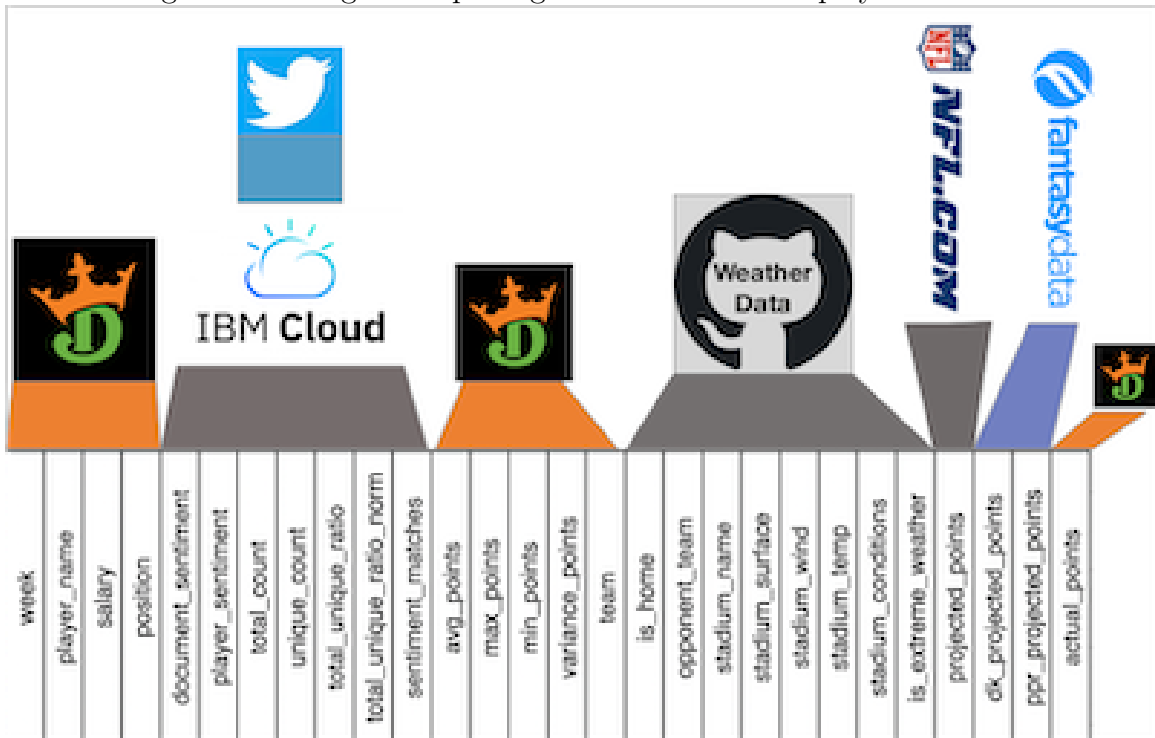 IBM Cloud
Weather
Data
NFL
NFL.COM
fantasydata
week
player_name
salary
position
document_sentiment
player_sentiment
total_count
unique_count
total_unique_ratio
total_unique_ratio_norm
sentiment_matches
avg_points
max_points
min_points
variance_points
team
is_home
opponent_team
stadium_name
stadium_surface
stadium_wind
stadium_temp
stadium_conditions
is_extreme_weather
projected_points
dk_projected_points
ppr_projected_points
actual_points